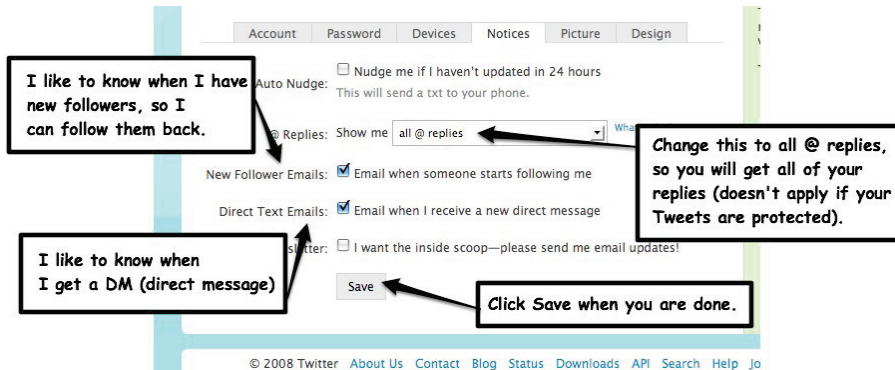 Account Password Devices Notices Picture Design
I like to know when I have
new followers, so I
can follow them back.
Auto Nudge: Nudge me if I haven't updated in 24 hours
This will send a txt to your phone.
@ Replies: Show me all @ replies
Change this to all @ replies,
so you will get all of your
replies (doesn't apply if your
Tweets are protected).
New Follower Emails: Email when someone starts following me
Direct Text Emails: Email when I receive a new direct message
I want the inside scoop—please send me email updates!
I like to know when
I get a DM (direct message)
Save
Click Save when you are done.
© 2008 Twitter About Us Contact Blog Status Downloads API Search Help